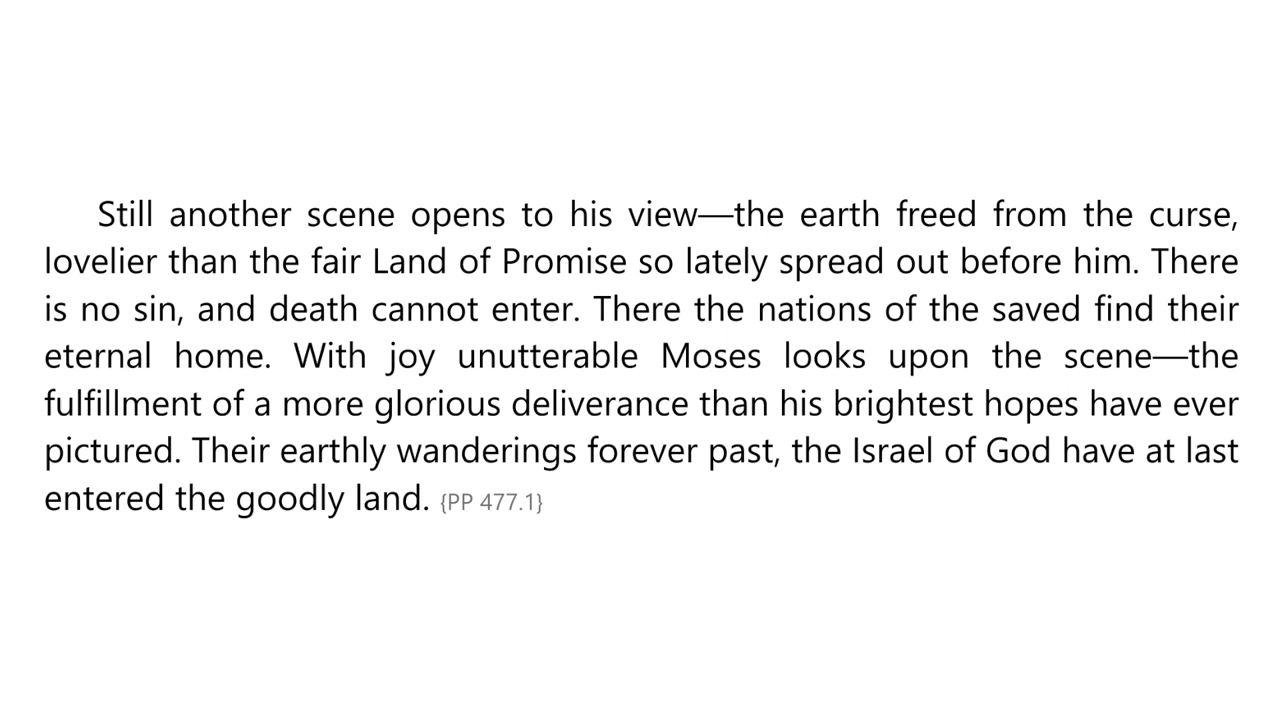 Still another scene opens to his view—the earth freed from the curse,
lovelier than the fair Land of Promise so lately spread out before him. There
is no sin, and death cannot enter. There the nations of the saved find their
eternal home. With joy unutterable Moses looks upon the scene—the
fulfillment of a more glorious deliverance than his brightest hopes have ever
pictured. Their earthly wanderings forever past, the Israel of God have at last
entered the goodly land. {PP 477.1}